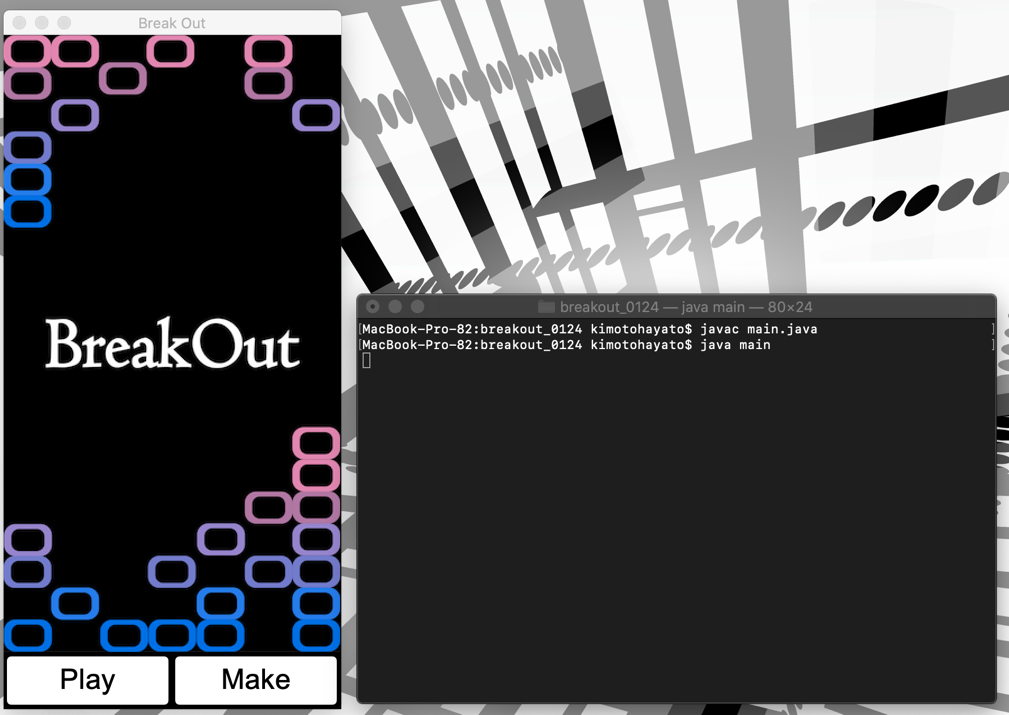 Break Out
BreakOut
Play
Make
breakout_0124 — java main — 80×24
[MacBook-Pro-82:breakout_0124 kimotohayato$ javac main.java ]
[MacBook-Pro-82:breakout_0124 kimotohayato$ java main ]